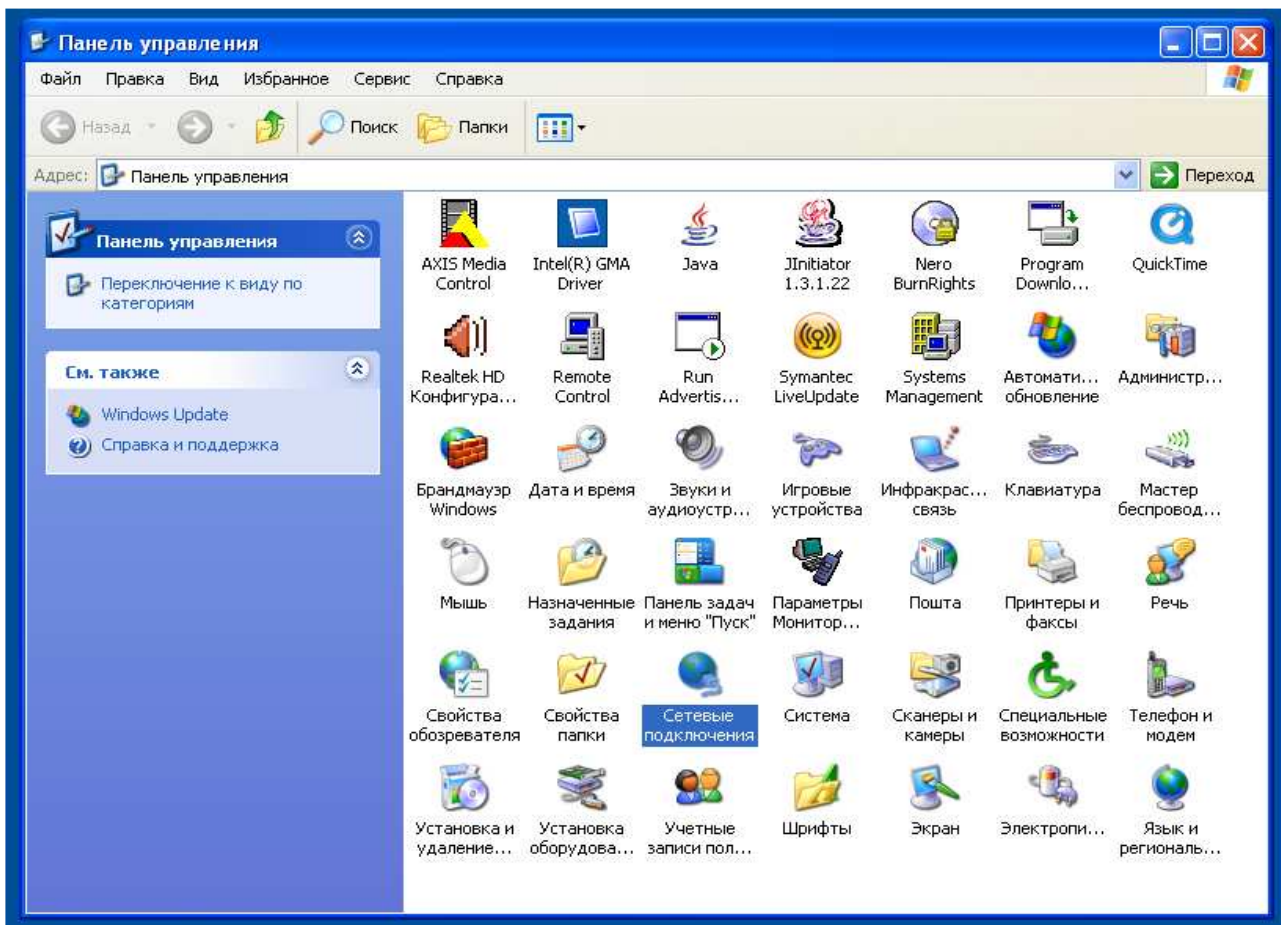 Панель управления
Файл Правка Вид Избранное Сервис Справка
Назад Поиск Папки
Адрес: Панель управления Переход
Панель управления
Переключение к виду по
категориям
См. также
Windows Update
Справка и поддержка
AXIS Media
Control
Intel(R) GMA
Driver
Java
JInitiator
1.3.1.22
Nero
BurnRights
Program
Downlo...
QuickTime
Realtek HD
Конфигура...
Remote
Control
Run
Advertis...
Symantec
LiveUpdate
Systems
Management
Автомати...
обновление
Администр...
Брандмауэр
Windows
Дата и время
Звуки и
аудиоустр...
Игровые
устройства
Инфракрас...
связь
Клавиатура
Мастер
беспровод...
Мышь
Назначенные
задания
Панель задач
и меню "Пуск"
Параметры
Монитор...
Почта
Принтеры и
факсы
Речь
Свойства
обозревателя
Свойства
папки
Сетевые
подключения
Система
Сканеры и
камеры
Специальные
возможности
Телефон и
модем
Установка и
удаление...
Установка
оборудова...
Учетные
записи пол...
Шрифты
Экран
Электропи...
Язык и
региональ...